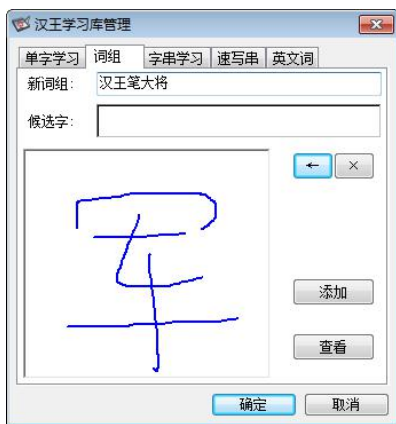 汉王学习库管理
单字学习 词组 字串学习 速写串 英文词
新词组: 汉王笔大将
候选字:
← ×
军
添加
查看
确定 取消